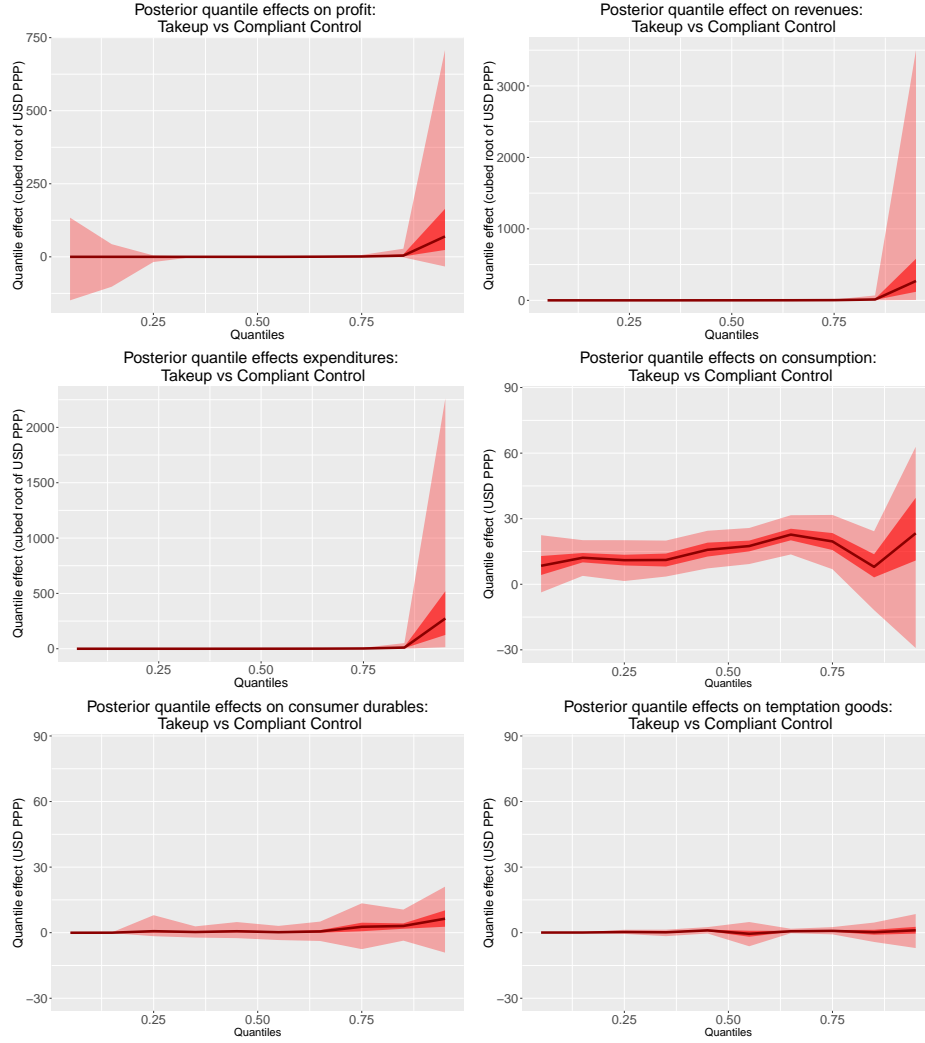 Posterior quantile effects on profit:
Takeup vs Compliant Control
Quantile effect (cubed root of USD PPP)
750
500
250
0
0.25
0.50
0.75
Quantiles
Posterior quantile effect on revenues:
Takeup vs Compliant Control
Quantile effect (cubed root of USD PPP)
3000
2000
1000
0
0.25
0.50
0.75
Quantiles
Posterior quantile effects expenditures:
Takeup vs Compliant Control
Quantile effect (cubed root of USD PPP)
2000
1500
1000
500
0
0.25
0.50
0.75
Quantiles
Posterior quantile effects on consumption:
Takeup vs Compliant Control
Quantile effect (USD PPP)
90
60
30
0
−30
0.25
0.50
0.75
Quantiles
Posterior quantile effects on consumer durables:
Takeup vs Compliant Control
Quantile effect (USD PPP)
90
60
30
0
−30
0.25
0.50
0.75
Quantiles
Posterior quantile effects on temptation goods:
Takeup vs Compliant Control
Quantile effect (USD PPP)
90
60
30
0
−30
0.25
0.50
0.75
Quantiles